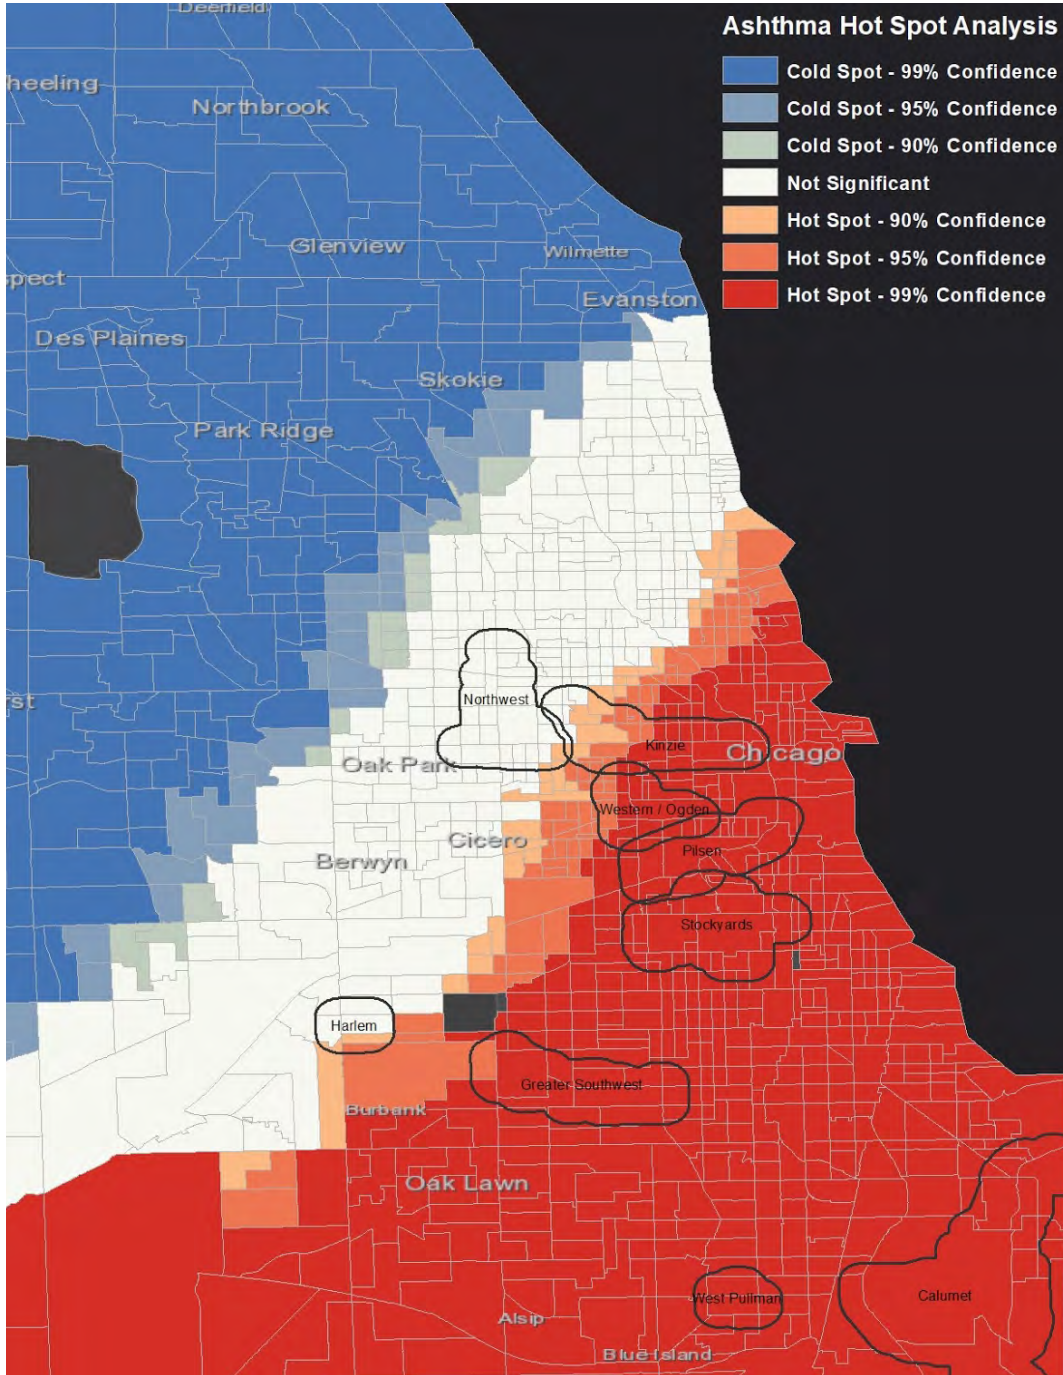 Deerfield
Ashthma Hot Spot Analysis
Cold Spot - 99% Confidence
Cold Spot - 95% Confidence
Cold Spot - 90% Confidence
Not Significant
Hot Spot - 90% Confidence
Hot Spot - 95% Confidence
Hot Spot - 99% Confidence
heeling
Northbrook
Glenview
Wilmette
spect
Evanston
Des Plaines
Skokie
Park Ridge
Northwest
rst
Kinzie
Chicago
Oak Park
Western / Ogden
Cicero
Pilsen
Berwyn
Stockyards
Harlem
Greater Southwest
Burbank
Oak Lawn
West Pullman
Calumet
Alsip
Blue Island